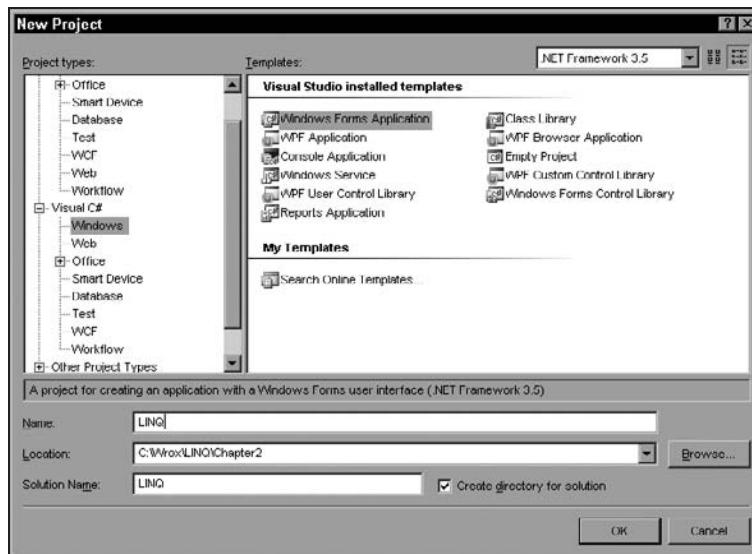 New Project
Project types:
Templates:
.NET Framework 3.5
Office
Smart Device
Database
Test
WCF
Web
Workflow
Visual C#
Windows
Web
Office
Smart Device
Database
Test
WCF
Workflow
Other Project Types
Visual Studio installed templates
Windows Forms Application
Class Library
WPF Application
WPF Browser Application
Console Application
Empty Project
Windows Service
WPF Custom Control Library
WPF User Control Library
Windows Forms Control Library
Reports Application
My Templates
Search Online Templates...
A project for creating an application with a Windows Forms user interface (.NET Framework 3.5)
Name:
LINQ
Location:
C:\Wrox\LINQ\Chapter2
Browse...
Solution Name:
LINQ
Create directory for solution
OK
Cancel